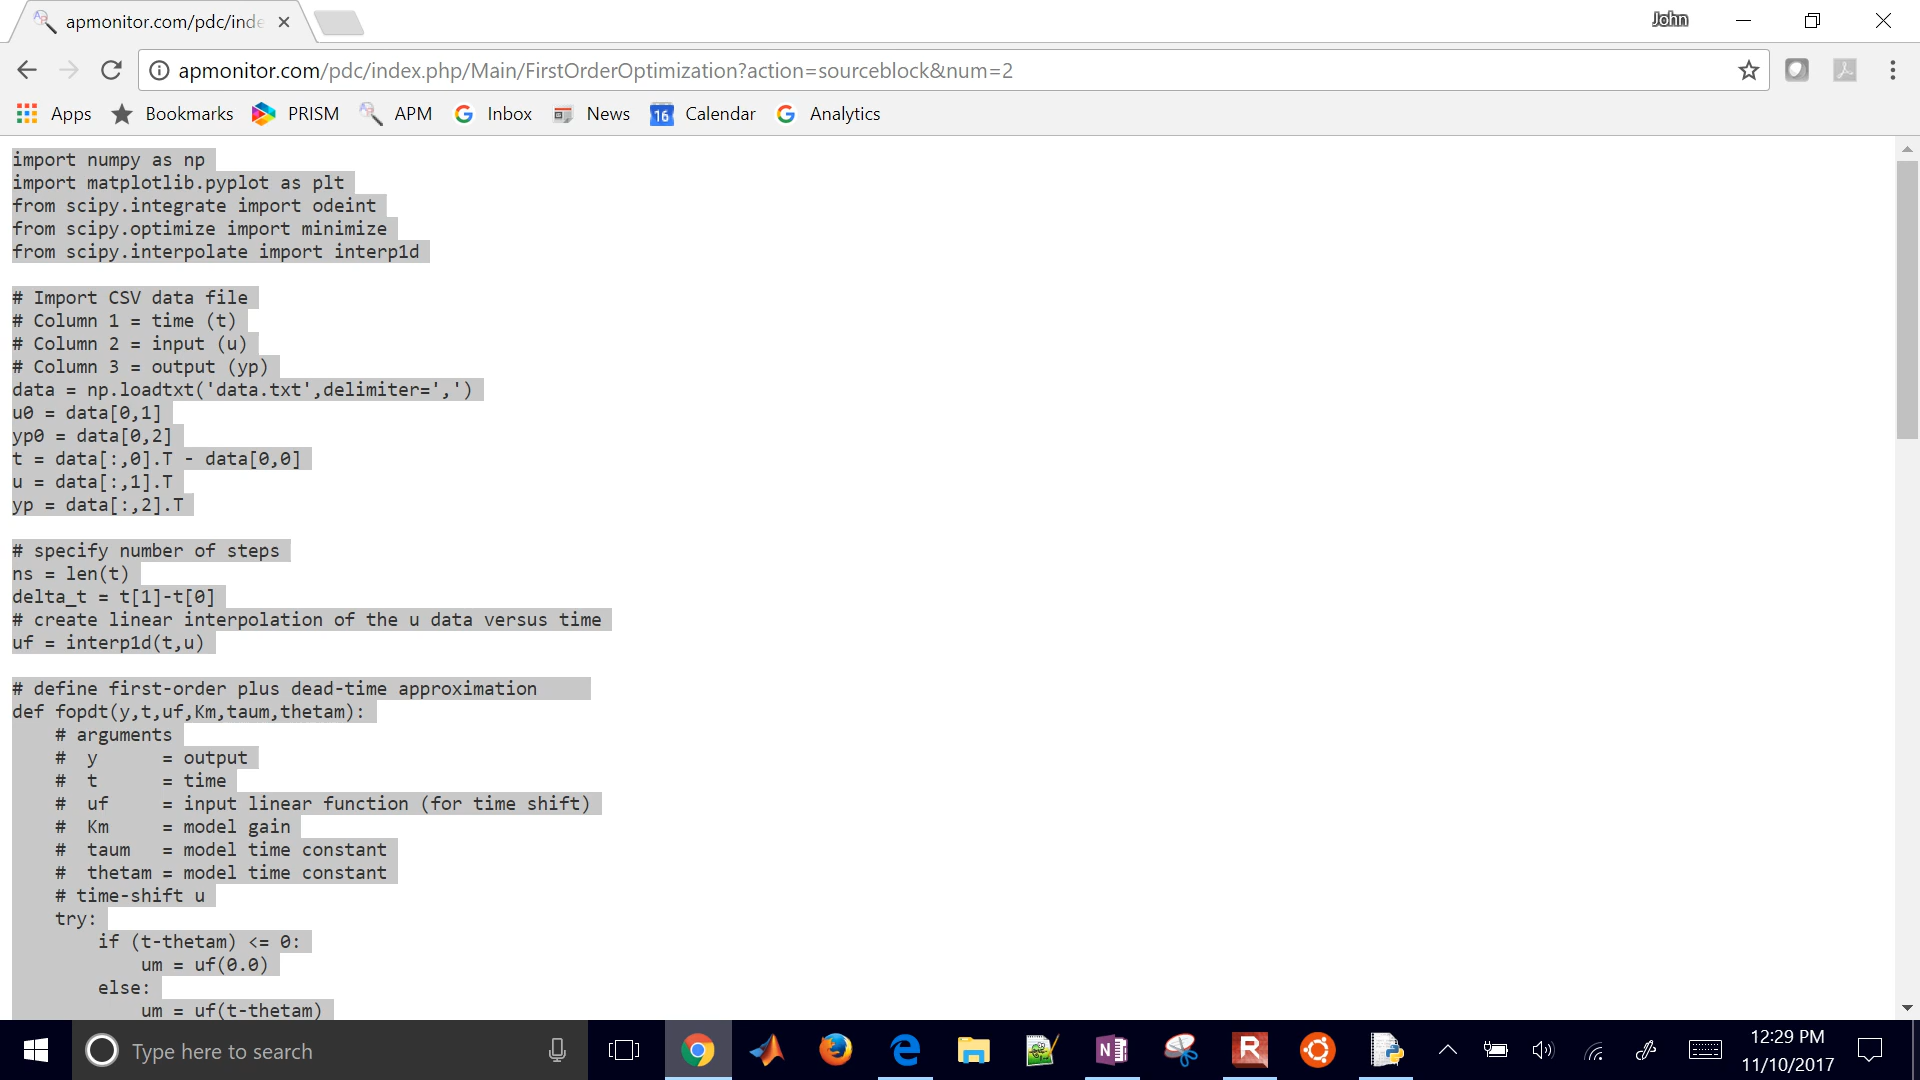 apmonitor.com/pdc/inde
John
apmonitor.com/pdc/index.php/Main/FirstOrderOptimization?action=sourceblock&num=2
Apps Bookmarks PRISM APM Inbox News 16 Calendar Analytics
import numpy as np
import matplotlib.pyplot as plt
from scipy.integrate import odeint
from scipy.optimize import minimize
from scipy.interpolate import interp1d
# Import CSV data file
# Column 1 = time (t)
# Column 2 = input (u)
# Column 3 = output (yp)
data = np.loadtxt('data.txt',delimiter=',')
u0 = data[0,1]
yp0 = data[0,2]
t = data[:,0].T - data[0,0]
u = data[:,1].T
yp = data[:,2].T
# specify number of steps
ns = len(t)
delta_t = t[1]-t[0]
# create linear interpolation of the u data versus time
uf = interp1d(t,u)
# define first-order plus dead-time approximation
def fopdt(y,t,uf,Km,taum,thetam):
    # arguments
    #  y      = output
    #  t      = time
    #  uf     = input linear function (for time shift)
    #  Km     = model gain
    #  taum   = model time constant
    #  thetam = model time constant
    # time-shift u
    try:
        if (t-thetam) <= 0:
            um = uf(0.0)
        else:
            um = uf(t-thetam)
Type here to search
N
R
12:29 PM
11/10/2017